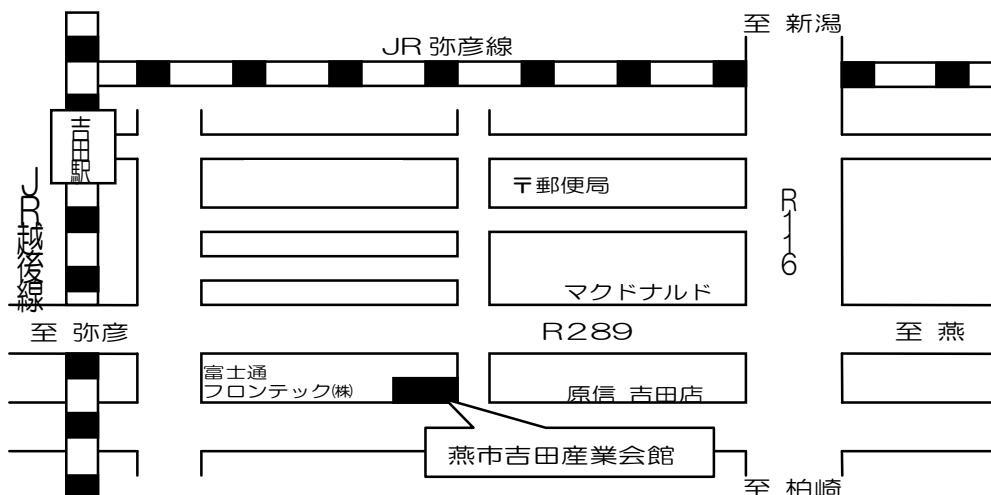 至 新潟
JR 弥彦線
吉田駅
〒郵便局
JR越後線
R116
マクドナルド
至 弥彦
R289
至 燕
富士通
フロンテック㈱
原信 吉田店
燕市吉田産業会館
至 柏崎